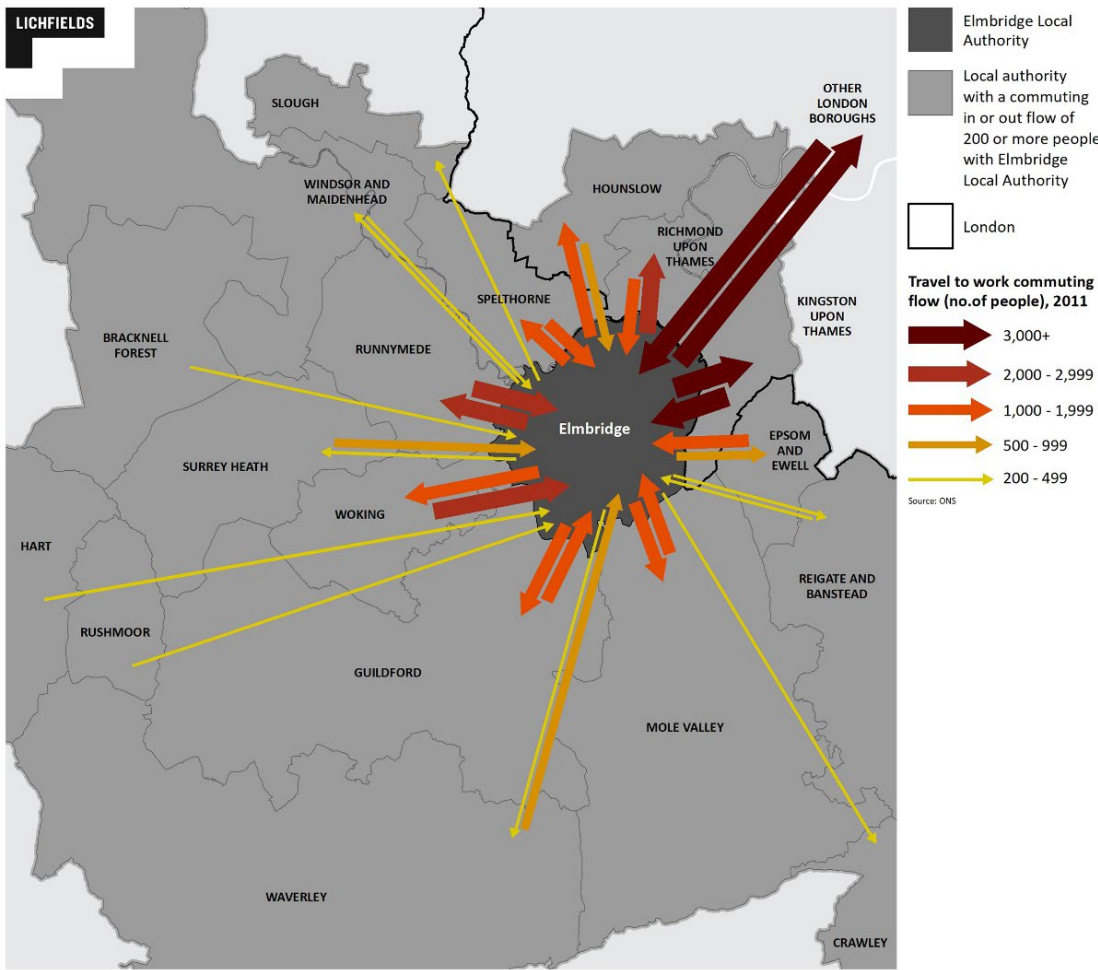 LICHFIELDS
SLOUGH
WINDSOR AND
MAIDENHEAD
HOUNSLOW
OTHER
LONDON
BOROUGHS
RICHMOND
UPON
THAMES
SPELTHORNE
KINGSTON
UPON
THAMES
BRACKNELL
FOREST
RUNNYMEDE
Elmbridge
EPSOM
AND
EWELL
SURREY HEATH
WOKING
HART
REIGATE AND
BANSTEAD
RUSHMOOR
GUILDFORD
MOLE VALLEY
WAVERLEY
CRAWLEY
Elmbridge Local
Authority
Local authority
with a commuting
in or out flow of
200 or more people
with Elmbridge
Local Authority
London
Travel to work commuting
flow (no.of people), 2011
3,000+
2,000 - 2,999
1,000 - 1,999
500 - 999
200 - 499
Source: ONS